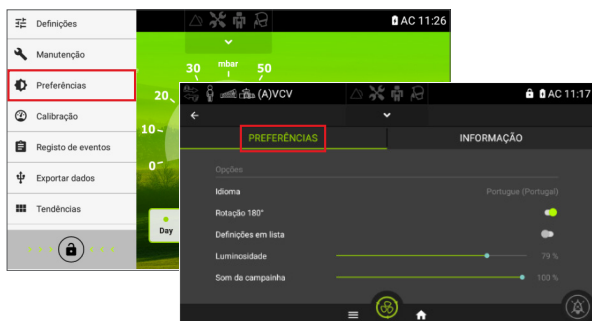 Definições
AC 11:26
Manutenção
Preferências
Calibração
Registo de eventos
Exportar dados
Tendências
mbar
30
50
20
10
0
Day
(A)VCV
AC 11:17
PREFERÊNCIAS
INFORMAÇÃO
Opções
Idioma
Portugue (Portugal)
Rotação 180°
Definições em lista
Luminosidade
79 %
Som da campainha
100 %